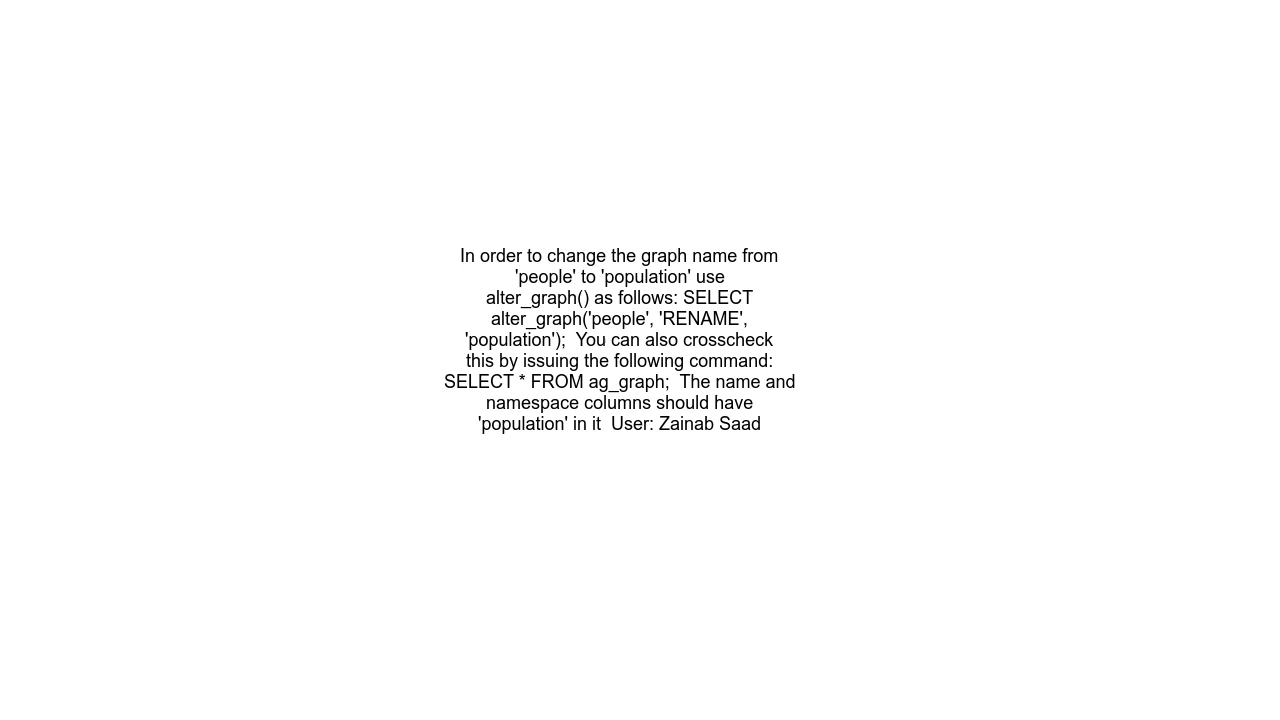 In order to change the graph name from
'people' to 'population' use
alter_graph() as follows: SELECT
alter_graph('people', 'RENAME',
'population');  You can also crosscheck
this by issuing the following command:
SELECT * FROM ag_graph;  The name and
namespace columns should have
'population' in it  User: Zainab Saad